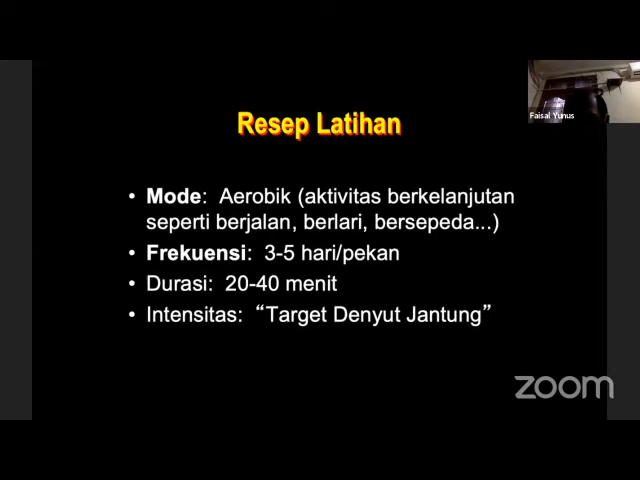 Faisal Yunus
Resep Latihan
• Mode: Aerobik (aktivitas berkelanjutan
seperti berjalan, berlari, bersepeda...)
• Frekuensi: 3-5 hari/pekan
• Durasi: 20-40 menit
• Intensitas: “Target Denyut Jantung”
zoom